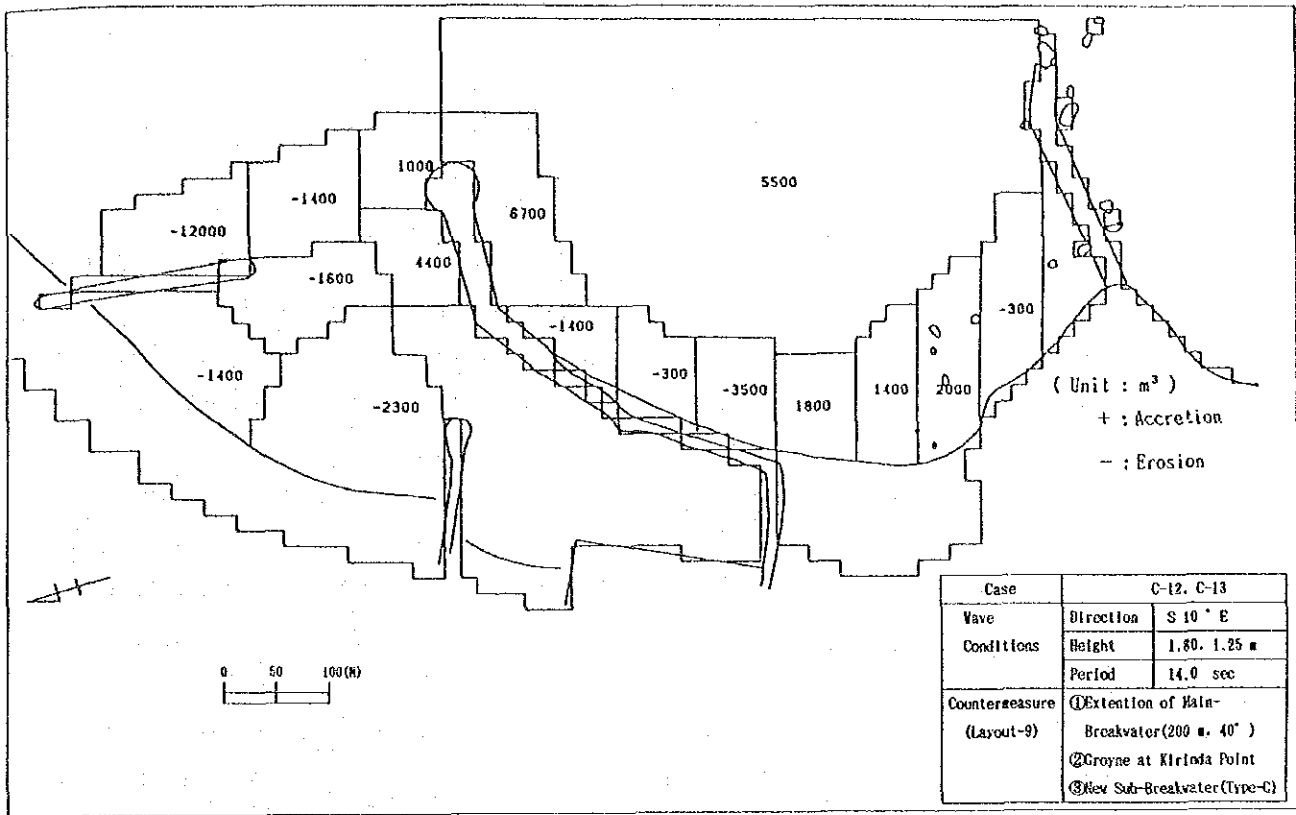 5500
1000
-1400
6700
-12000
4400
-1600
-300
-1400
-300
-1400
-3500
1400
2000
( Unit : m³ )
-2300
1800
+ : Accretion
− : Erosion
0 50 100(M)
Case C-12. C-13
Wave Direction S 10 ° E
Conditions Height 1.80. 1.25 m
Period 14.0 sec
Countermeasure ①Extention of Main-
(Layout-9) Breakwater(200 m. 40° )
②Groyne at Kirinda Point
③New Sub-Breakwater(Type-C)